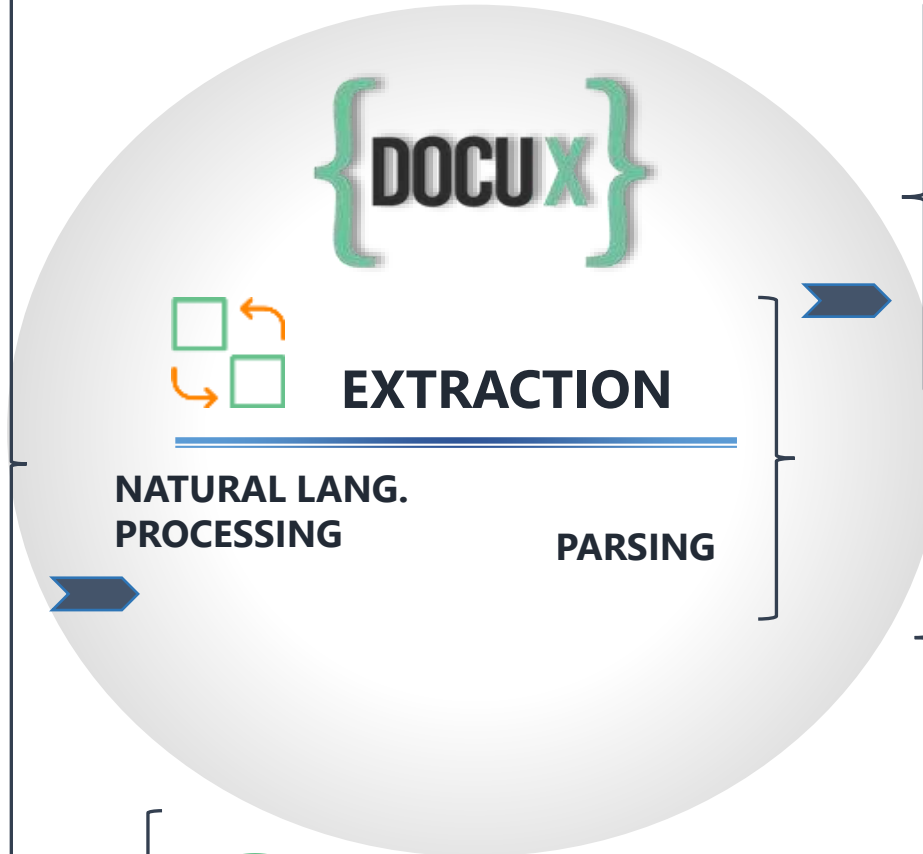 {DOCUX}
EXTRACTION
NATURAL LANG.
PROCESSING
PARSING